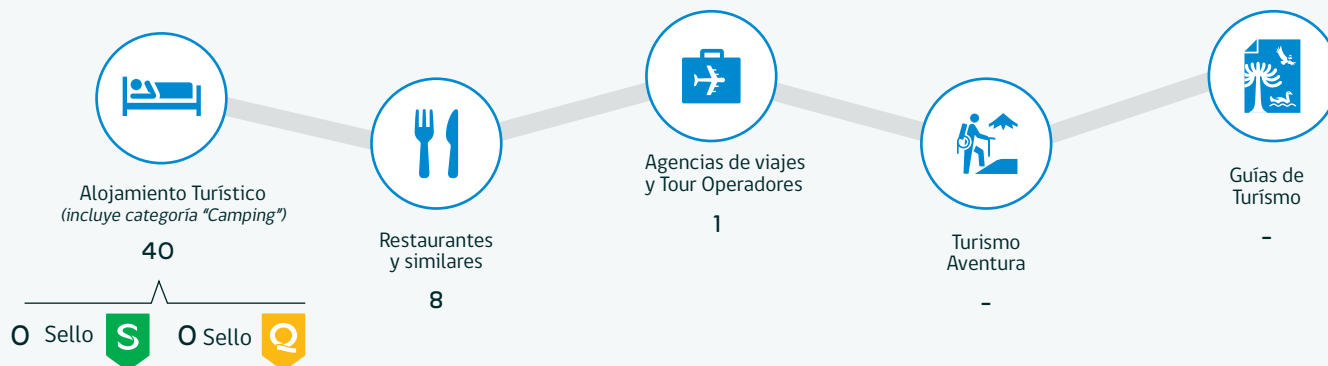 Alojamiento Turístico
(incluye categoría "Camping")
40
0 Sello S 0 Sello Q
Restaurantes
y similares
8
Agencias de viajes
y Tour Operadores
1
Turismo
Aventura
-
Guías de
Turísmo
-